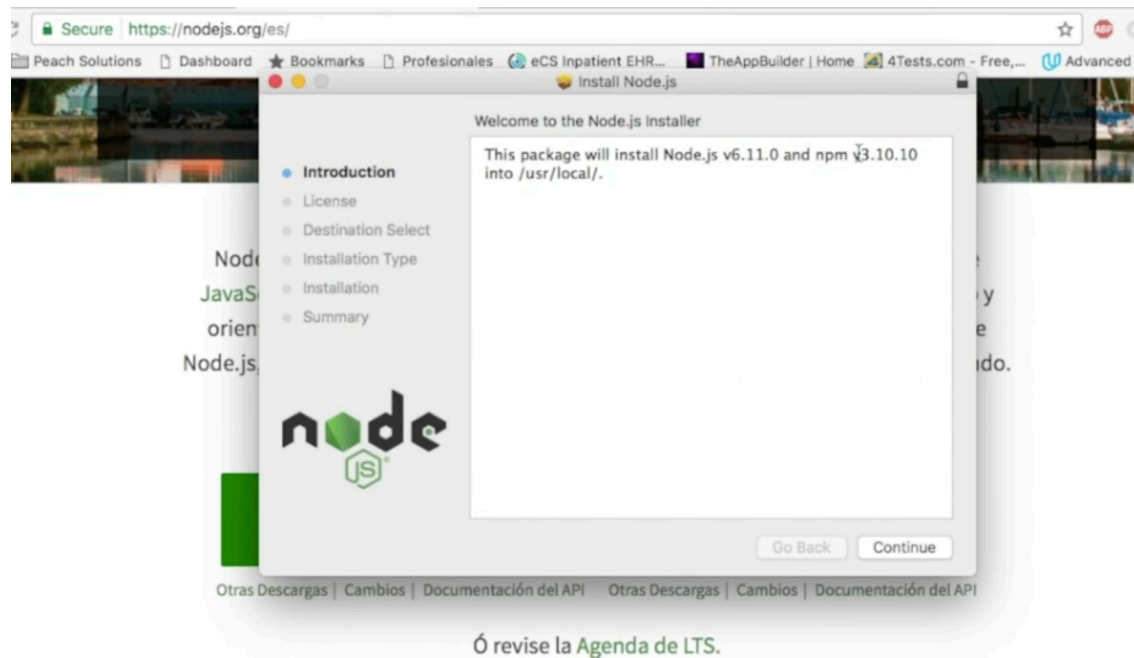 Secure https://nodejs.org/es/
Peach Solutions Dashboard Bookmarks Profesionales eCS Inpatient EHR... TheAppBuilder | Home 4Tests.com - Free,... Advanced
Install Node.js
Welcome to the Node.js Installer
This package will install Node.js v6.11.0 and npm v3.10.10
into /usr/local/.
Introduction
License
Destination Select
Installation Type
Installation
Summary
node
JS
Go Back Continue
Node
JavaS y
orien e
Node.js, ndo.
Otras Descargas | Cambios | Documentación del API Otras Descargas | Cambios | Documentación del API
Ó revise la Agenda de LTS.